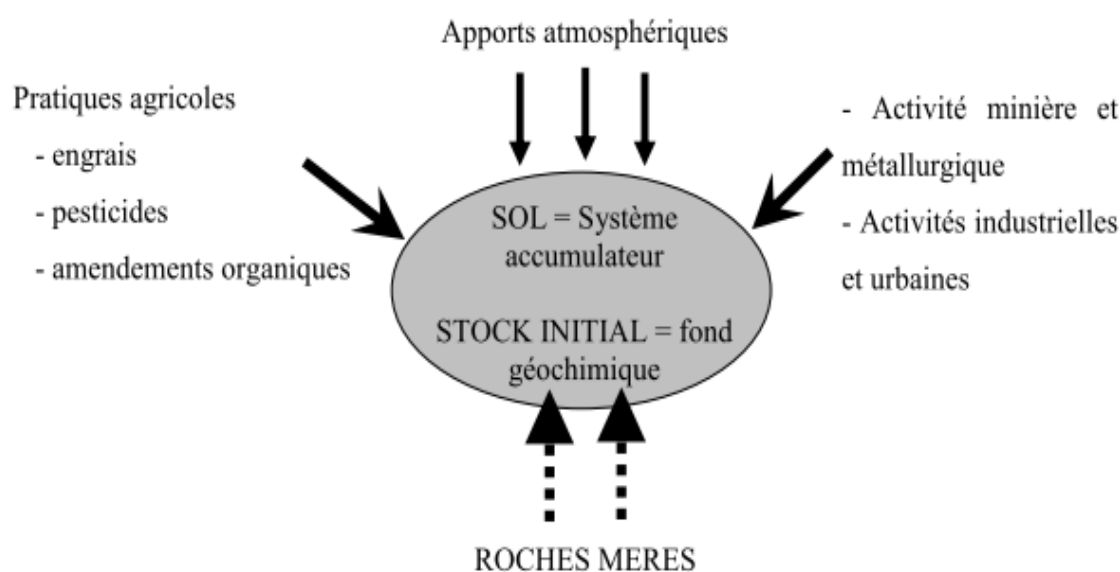 Apports atmosphériques
Pratiques agricoles
- engrais
- pesticides
- amendements organiques
- Activité minière et
métallurgique
- Activités industrielles
et urbaines
SOL = Système
accumulateur
STOCK INITIAL = fond
géochimique
ROCHES MERES